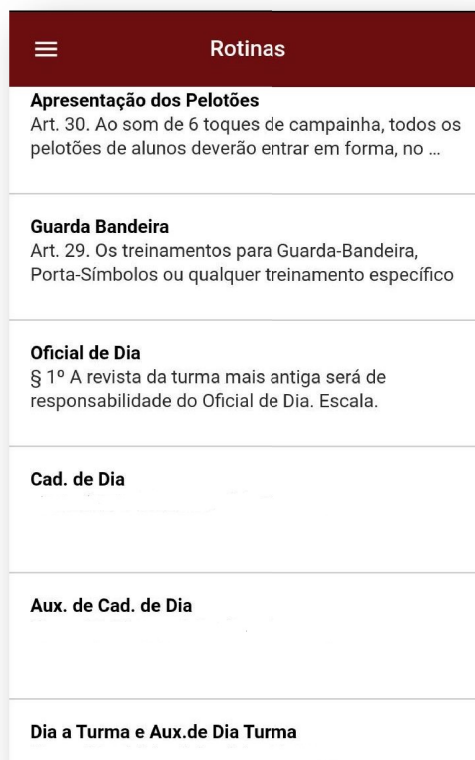 Rotinas
Apresentação dos Pelotões
Art. 30. Ao som de 6 toques de campainha, todos os
pelotões de alunos deverão entrar em forma, no ...
Guarda Bandeira
Art. 29. Os treinamentos para Guarda-Bandeira,
Porta-Símbolos ou qualquer treinamento específico
Oficial de Dia
§ 1º A revista da turma mais antiga será de
responsabilidade do Oficial de Dia. Escala.
Cad. de Dia
Aux. de Cad. de Dia
Dia a Turma e Aux.de Dia Turma